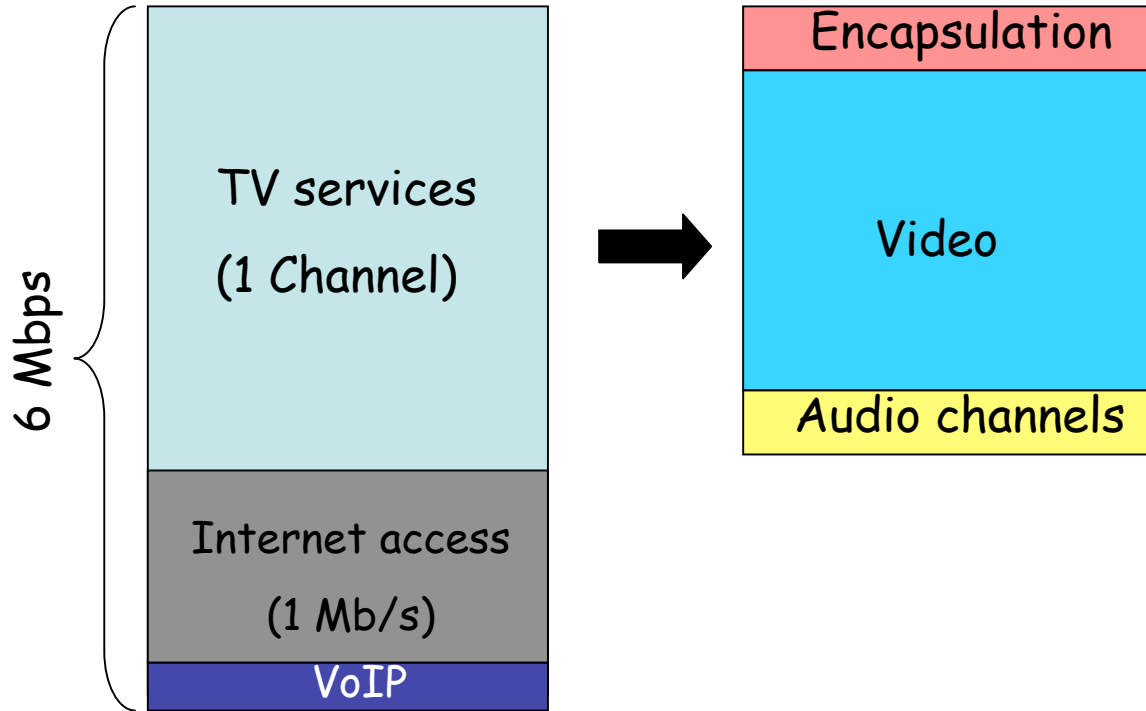 6 Mbps
TV services
(1 Channel)
Internet access
(1 Mb/s)
VoIP
Encapsulation
Video
Audio channels